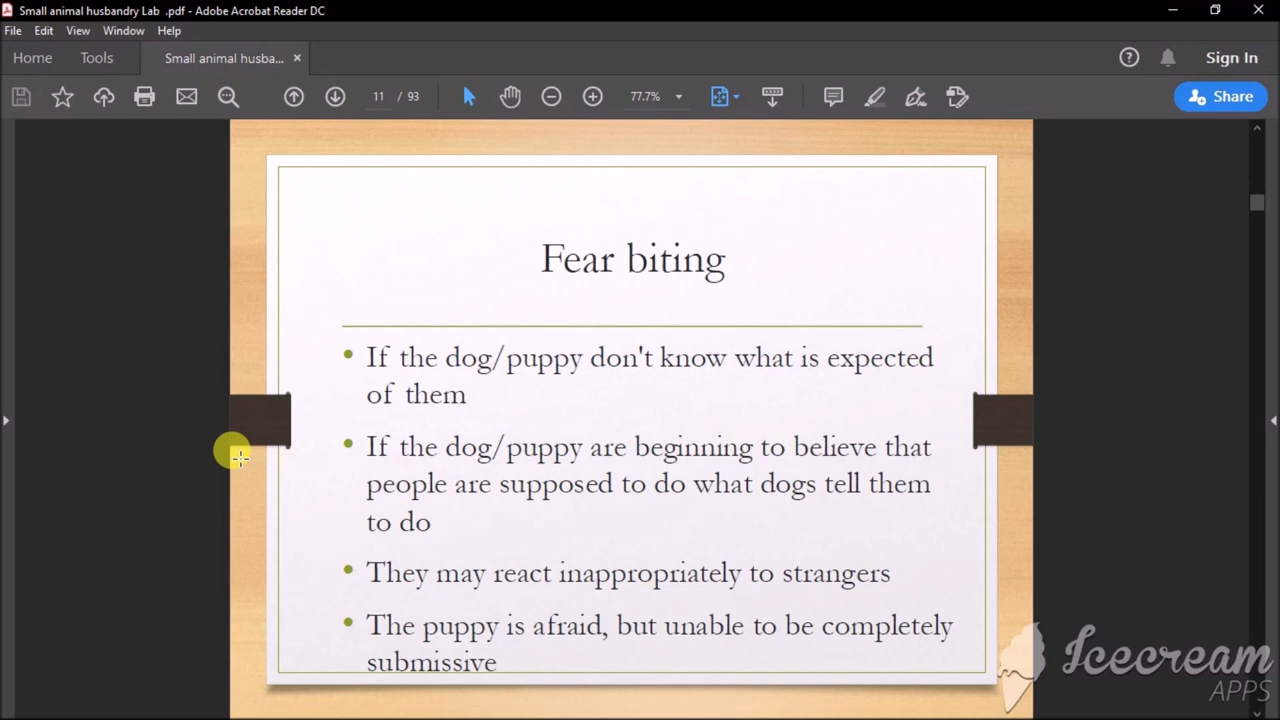 Small animal husbandry Lab .pdf - Adobe Acrobat Reader DC
File Edit View Window Help
Home Tools Small animal husba... Sign In
11 / 93 77.7% Share
Fear biting
• If the dog/puppy don't know what is expected
of them
• If the dog/puppy are beginning to believe that
people are supposed to do what dogs tell them
to do
• They may react inappropriately to strangers
• The puppy is afraid, but unable to be completely
submissive
Icecream
APPS